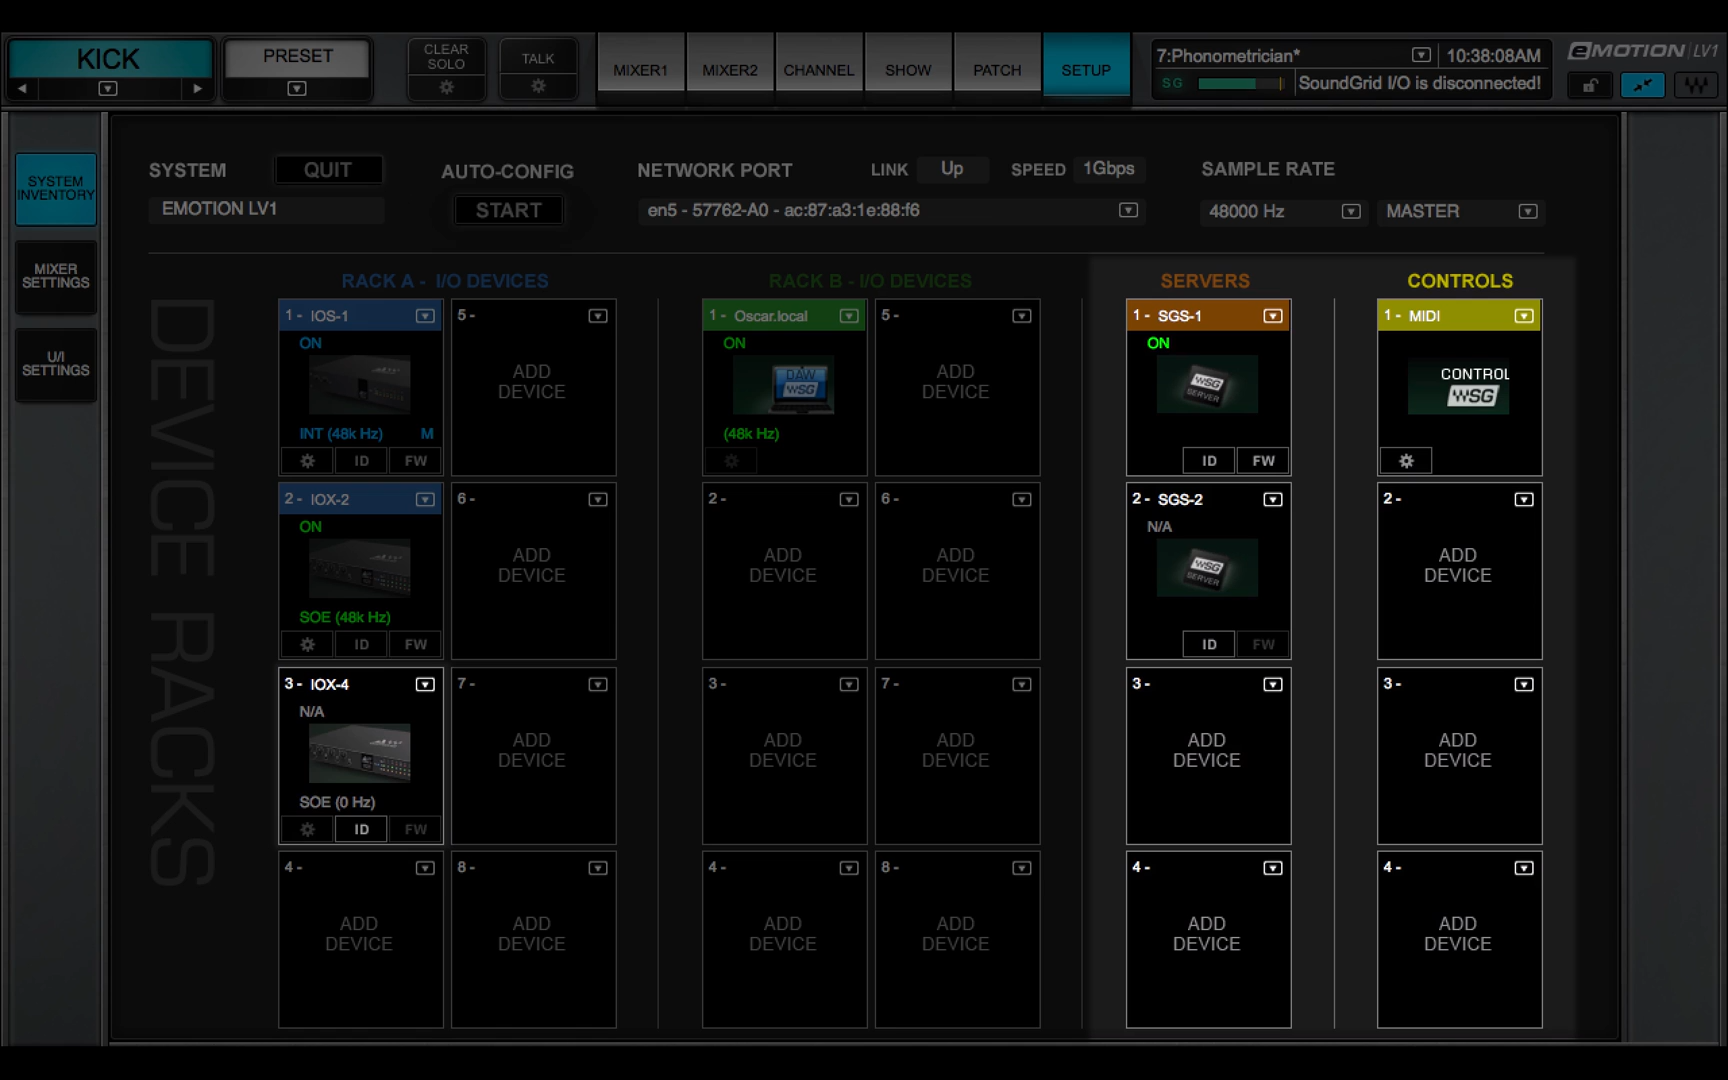 KICK
PRESET
CLEAR
SOLO
TALK
MIXER1
MIXER2
CHANNEL
SHOW
PATCH
SETUP
7:Phonometrician*
10:38:08AM
SG
SoundGrid I/O is disconnected!
eMOTION LV1
SYSTEM
INVENTORY
MIXER
SETTINGS
U/I
SETTINGS
SYSTEM
QUIT
EMOTION LV1
AUTO-CONFIG
START
NETWORK PORT
LINK
Up
SPEED
1Gbps
en5 - 57762-A0 - ac:87:a3:1e:88:f6
SAMPLE RATE
48000 Hz
MASTER
DEVICE RACKS
RACK A - I/O DEVICES
1 - IOS-1
ON
INT (48k Hz)
M
ID
FW
2 - IOX-2
ON
SOE (48k Hz)
ID
FW
3 - IOX-4
N/A
SOE (0 Hz)
ID
FW
4 -
ADD
DEVICE
5 -
ADD
DEVICE
6 -
ADD
DEVICE
7 -
ADD
DEVICE
8 -
ADD
DEVICE
RACK B - I/O DEVICES
1 - Oscar.local
ON
DAW
WSG
(48k Hz)
2 -
ADD
DEVICE
3 -
ADD
DEVICE
4 -
ADD
DEVICE
5 -
ADD
DEVICE
6 -
ADD
DEVICE
7 -
ADD
DEVICE
8 -
ADD
DEVICE
SERVERS
1 - SGS-1
ON
WSG
SERVER
ID
FW
2 - SGS-2
N/A
WSG
SERVER
ID
FW
3 -
ADD
DEVICE
4 -
ADD
DEVICE
CONTROLS
1 - MIDI
CONTROL
WSG
2 -
ADD
DEVICE
3 -
ADD
DEVICE
4 -
ADD
DEVICE